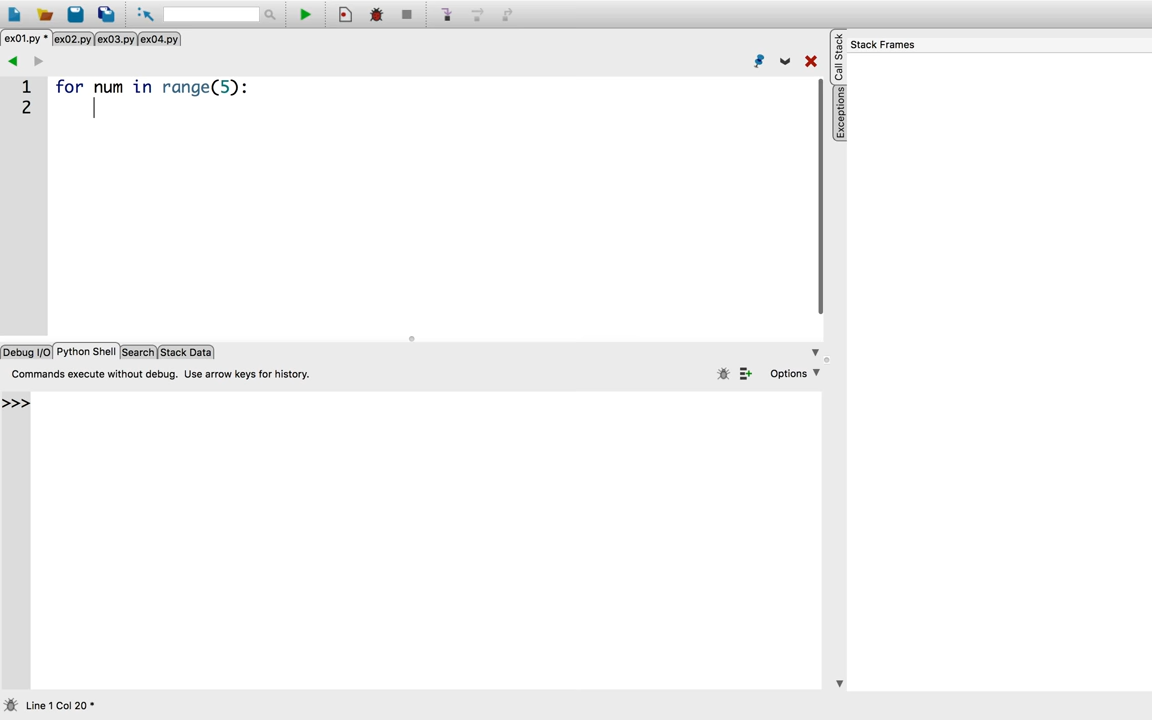 ex01.py * ex02.py ex03.py ex04.py
Call Stack
Exceptions
Stack Frames
1 for num in range(5):
2
Debug I/O Python Shell Search Stack Data
Commands execute without debug. Use arrow keys for history.
Options
>>>
Line 1 Col 20 *